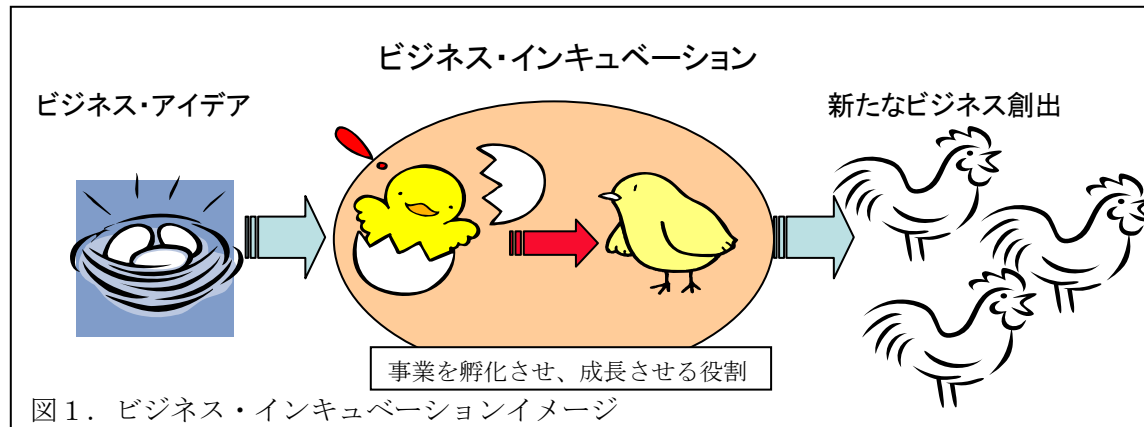 ビジネス・インキュベーション
ビジネス・アイデア
新たなビジネス創出
事業を孵化させ、成長させる役割
図１．ビジネス・インキュベーションイメージ